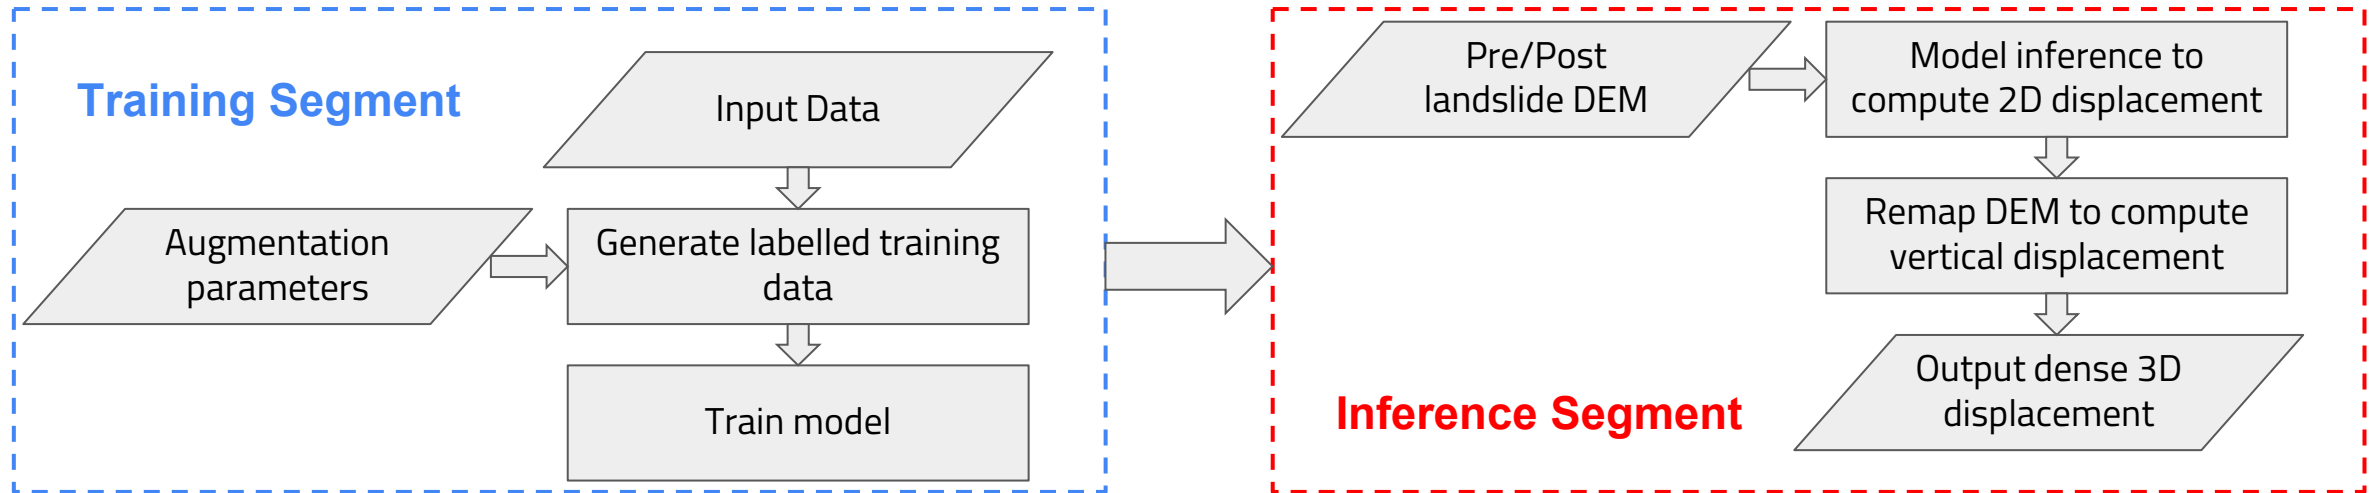 Training Segment
Input Data
Augmentation
parameters
Generate labelled training
data
Train model
Pre/Post
landslide DEM
Model inference to
compute 2D displacement
Remap DEM to compute
vertical displacement
Output dense 3D
displacement
Inference Segment